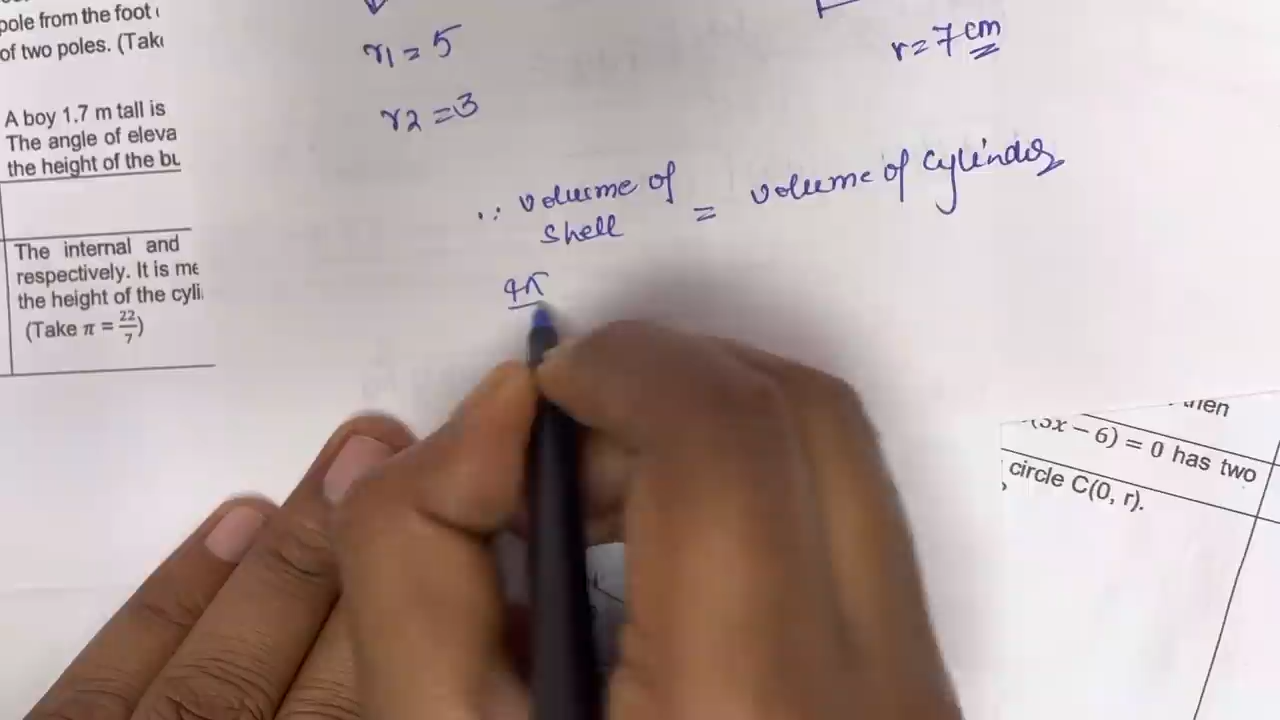 pole from the foot
of two poles. (Take
A boy 1.7 m tall is
The angle of eleva
the height of the bu
The internal and
respectively. It is me
the height of the cyli
(Take π = 22/7)
r1 = 5
r2 = 3
r = 7 cm
∵ volume of shell = volume of cylinder
4π
(3x − 6) = 0 has two
circle C(0, r).